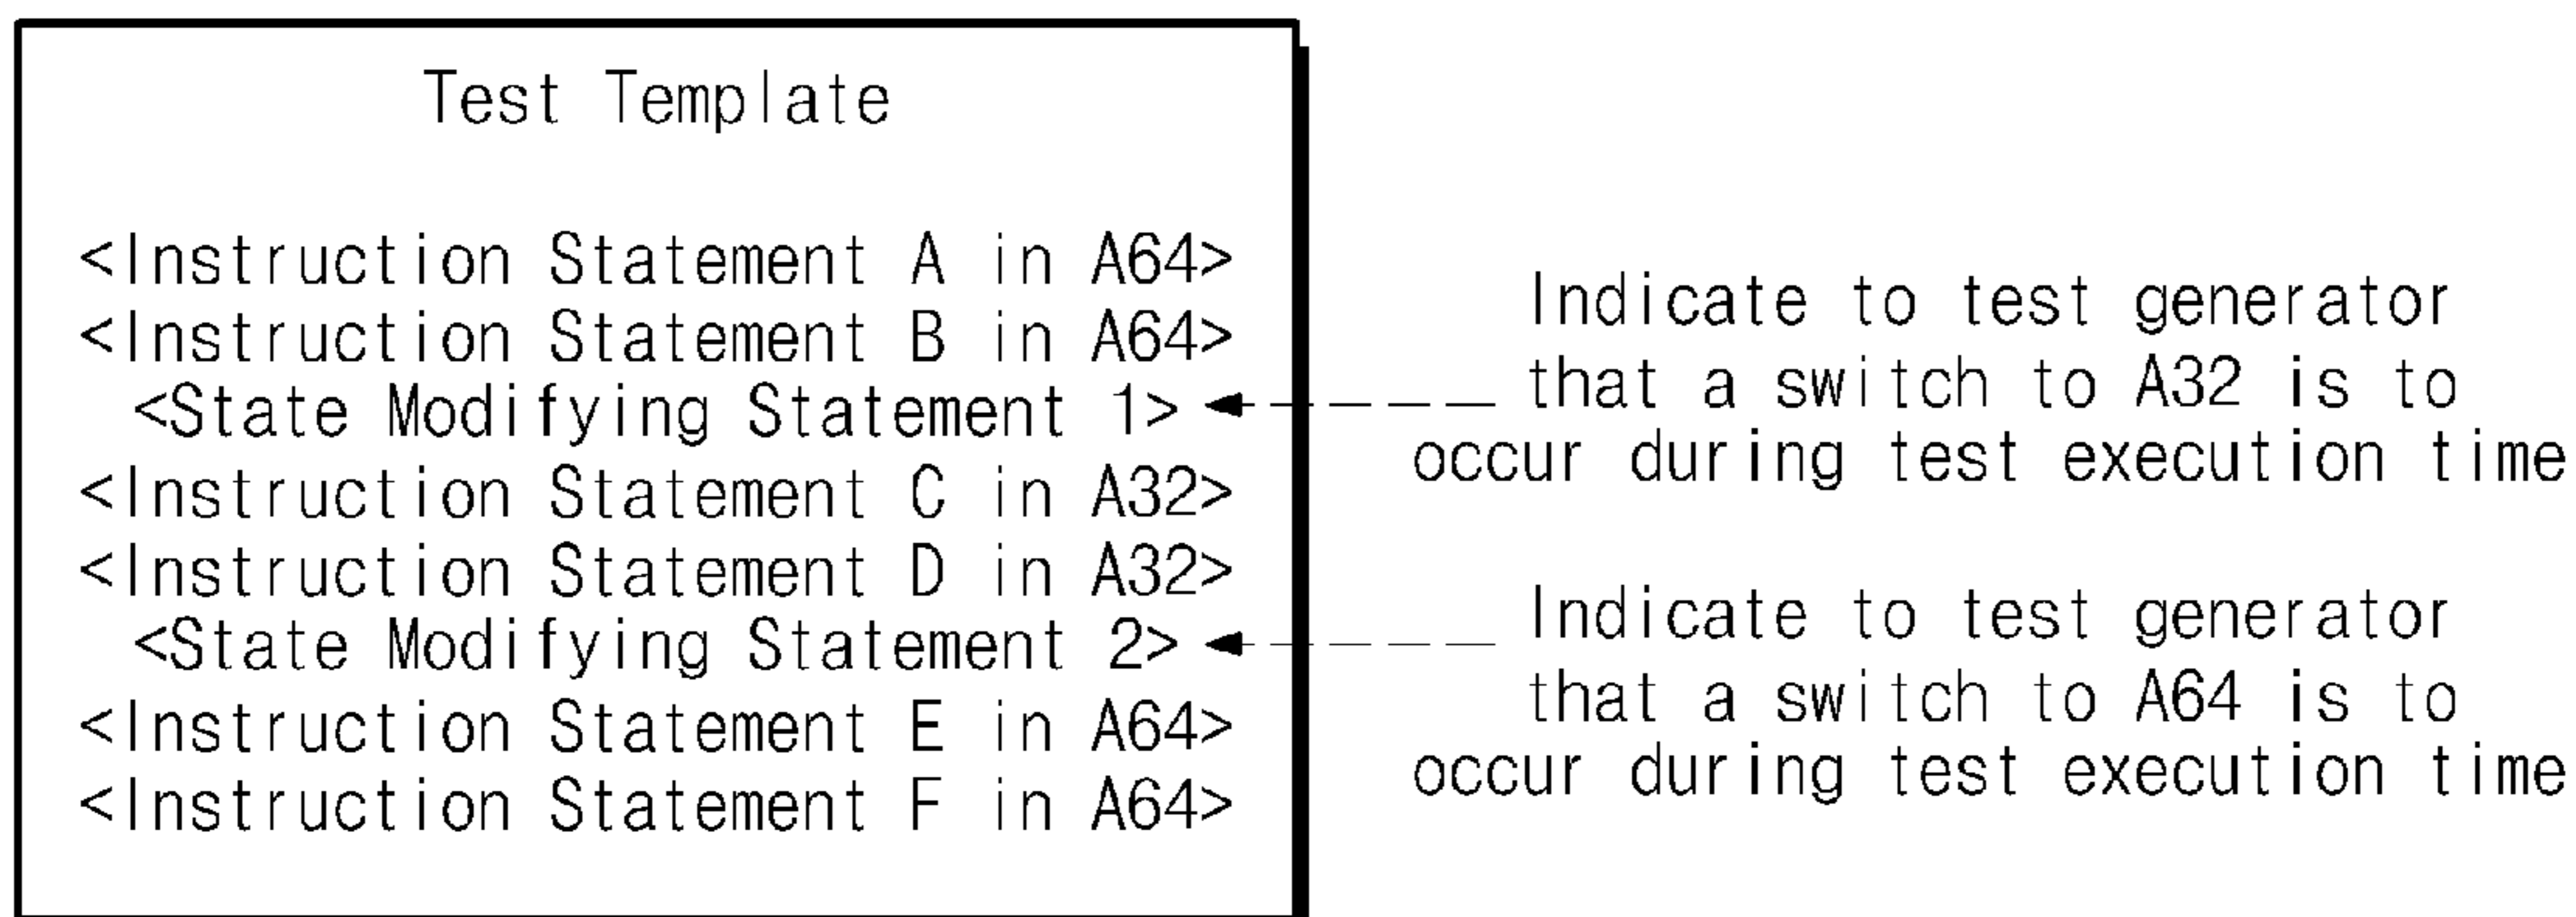 Test Template
<Instruction Statement A in A64>
<Instruction Statement B in A64>
<State Modifying Statement 1>
<Instruction Statement C in A32>
<Instruction Statement D in A32>
<State Modifying Statement 2>
<Instruction Statement E in A64>
<Instruction Statement F in A64>
Indicate to test generator
that a switch to A32 is to
occur during test execution time
Indicate to test generator
that a switch to A64 is to
occur during test execution time